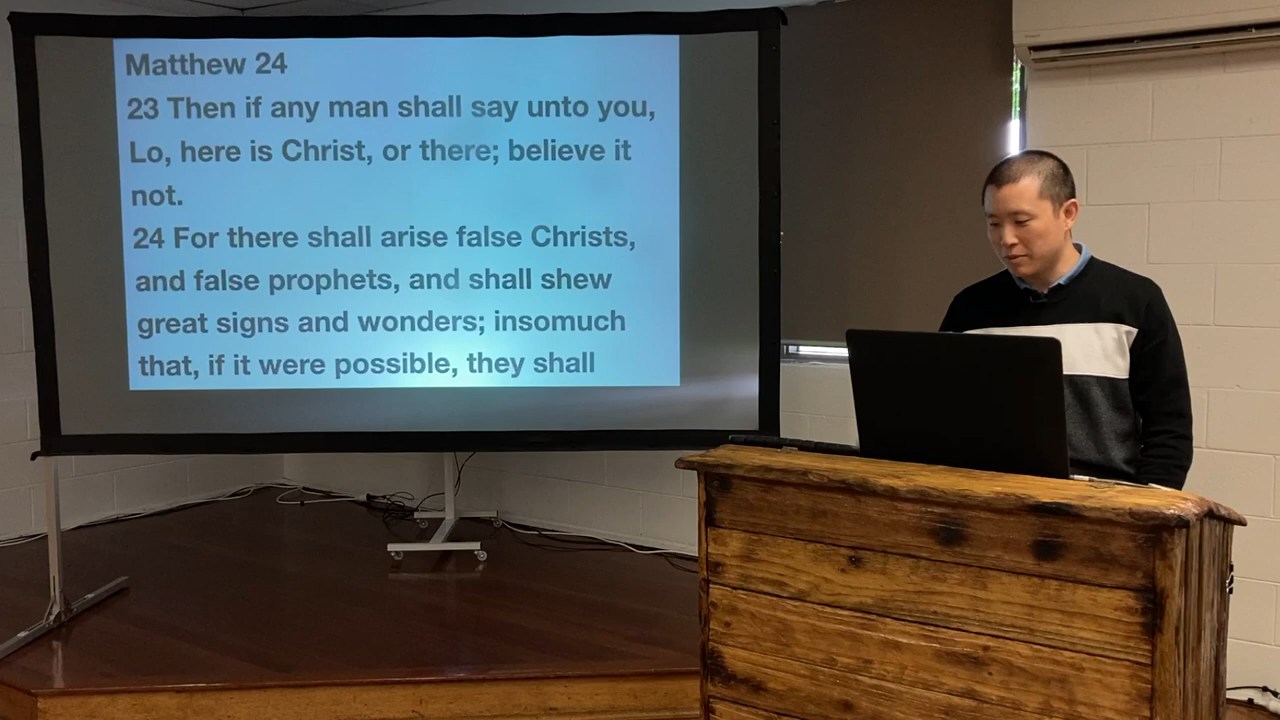 Matthew 24
23 Then if any man shall say unto you,
Lo, here is Christ, or there; believe it
not.
24 For there shall arise false Christs,
and false prophets, and shall shew
great signs and wonders; insomuch
that, if it were possible, they shall